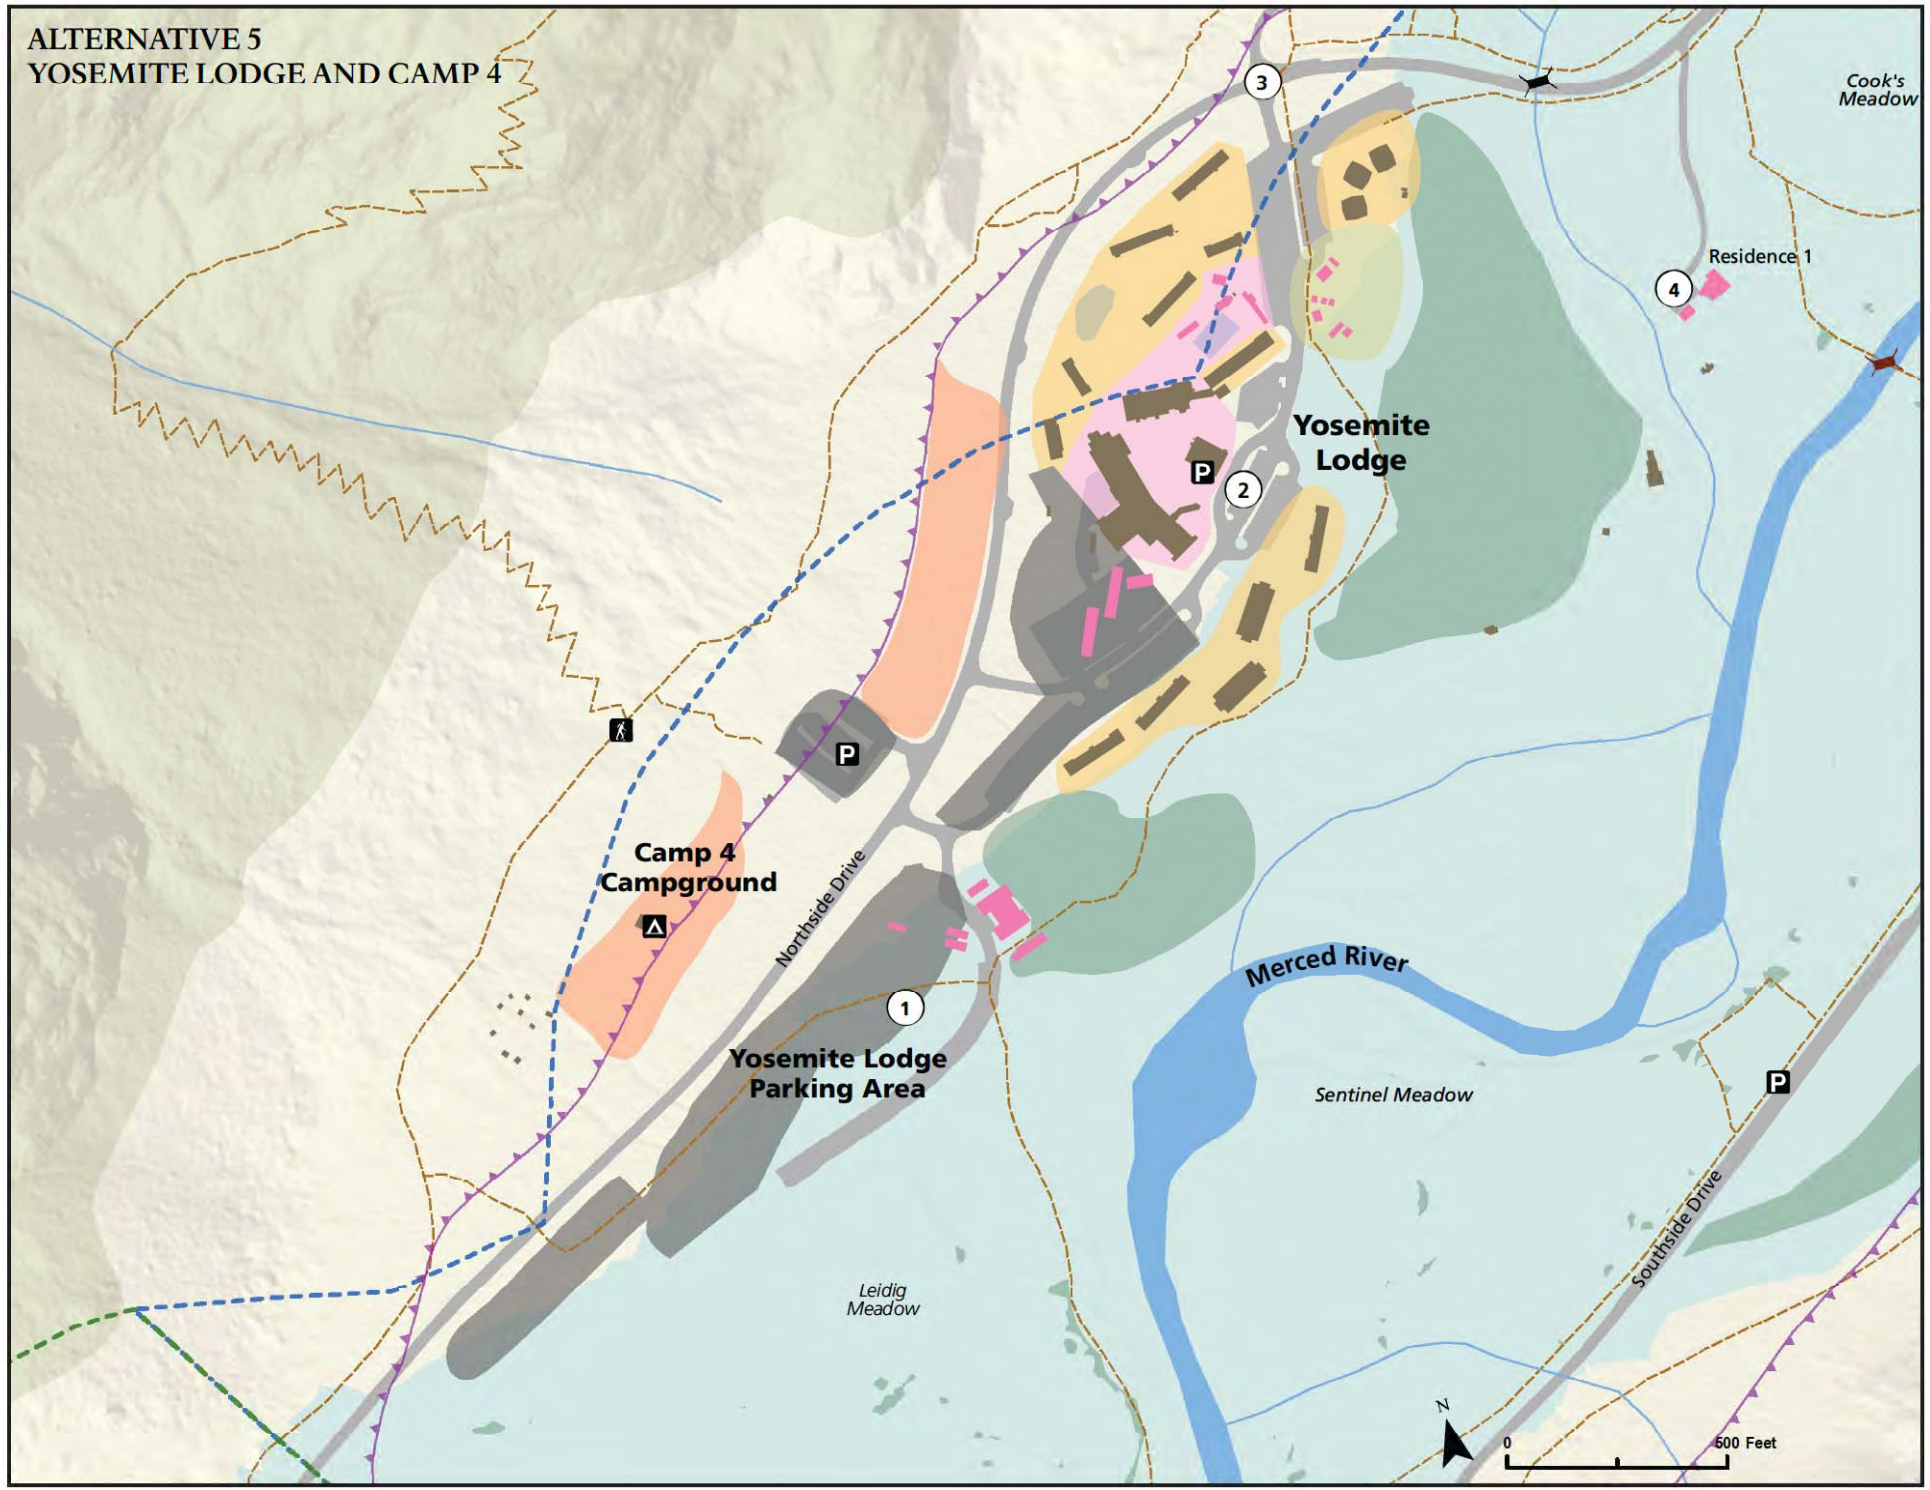 ALTERNATIVE 5
YOSEMITE LODGE AND CAMP 4
3
Cook's
Meadow
Residence 1
4
Yosemite
Lodge
P
2
P
Camp 4
Campground
Northside Drive
Merced River
1
Yosemite Lodge
Parking Area
Sentinel Meadow
P
Southside Drive
Leidig
Meadow
N
0
500 Feet